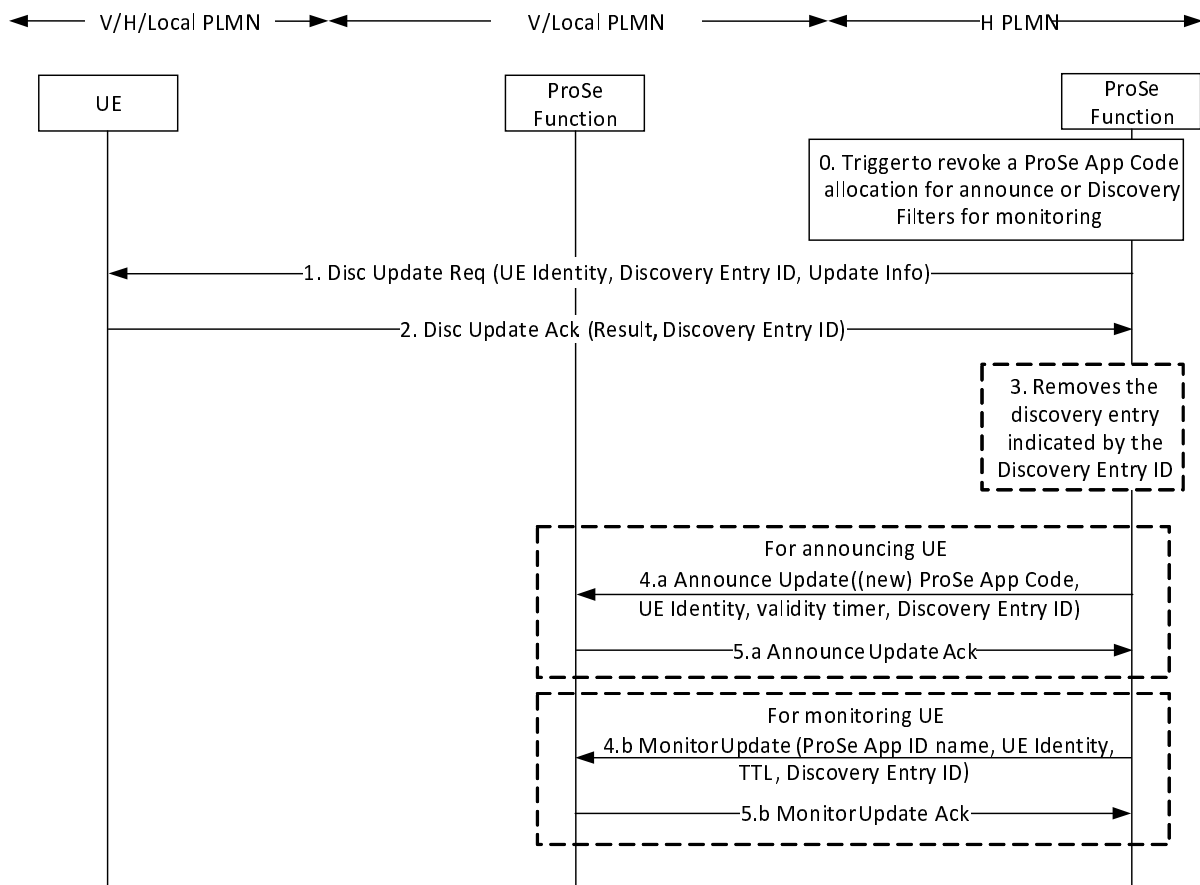 V/H/Local PLMN
V/Local PLMN
H PLMN
UE
ProSe
Function
ProSe
Function
0. Trigger to revoke a ProSe App Code
allocation for announce or Discovery
Filters for monitoring
1. Disc Update Req (UE Identity, Discovery Entry ID, Update Info)
2. Disc Update Ack (Result, Discovery Entry ID)
3. Removes the
discovery entry
indicated by the
Discovery Entry ID
For announcing UE
4.a Announce Update((new) ProSe App Code,
UE Identity, validity timer, Discovery Entry ID)
5.a Announce Update Ack
For monitoring UE
4.b Monitor Update (ProSe App ID name, UE Identity,
TTL, Discovery Entry ID)
5.b Monitor Update Ack